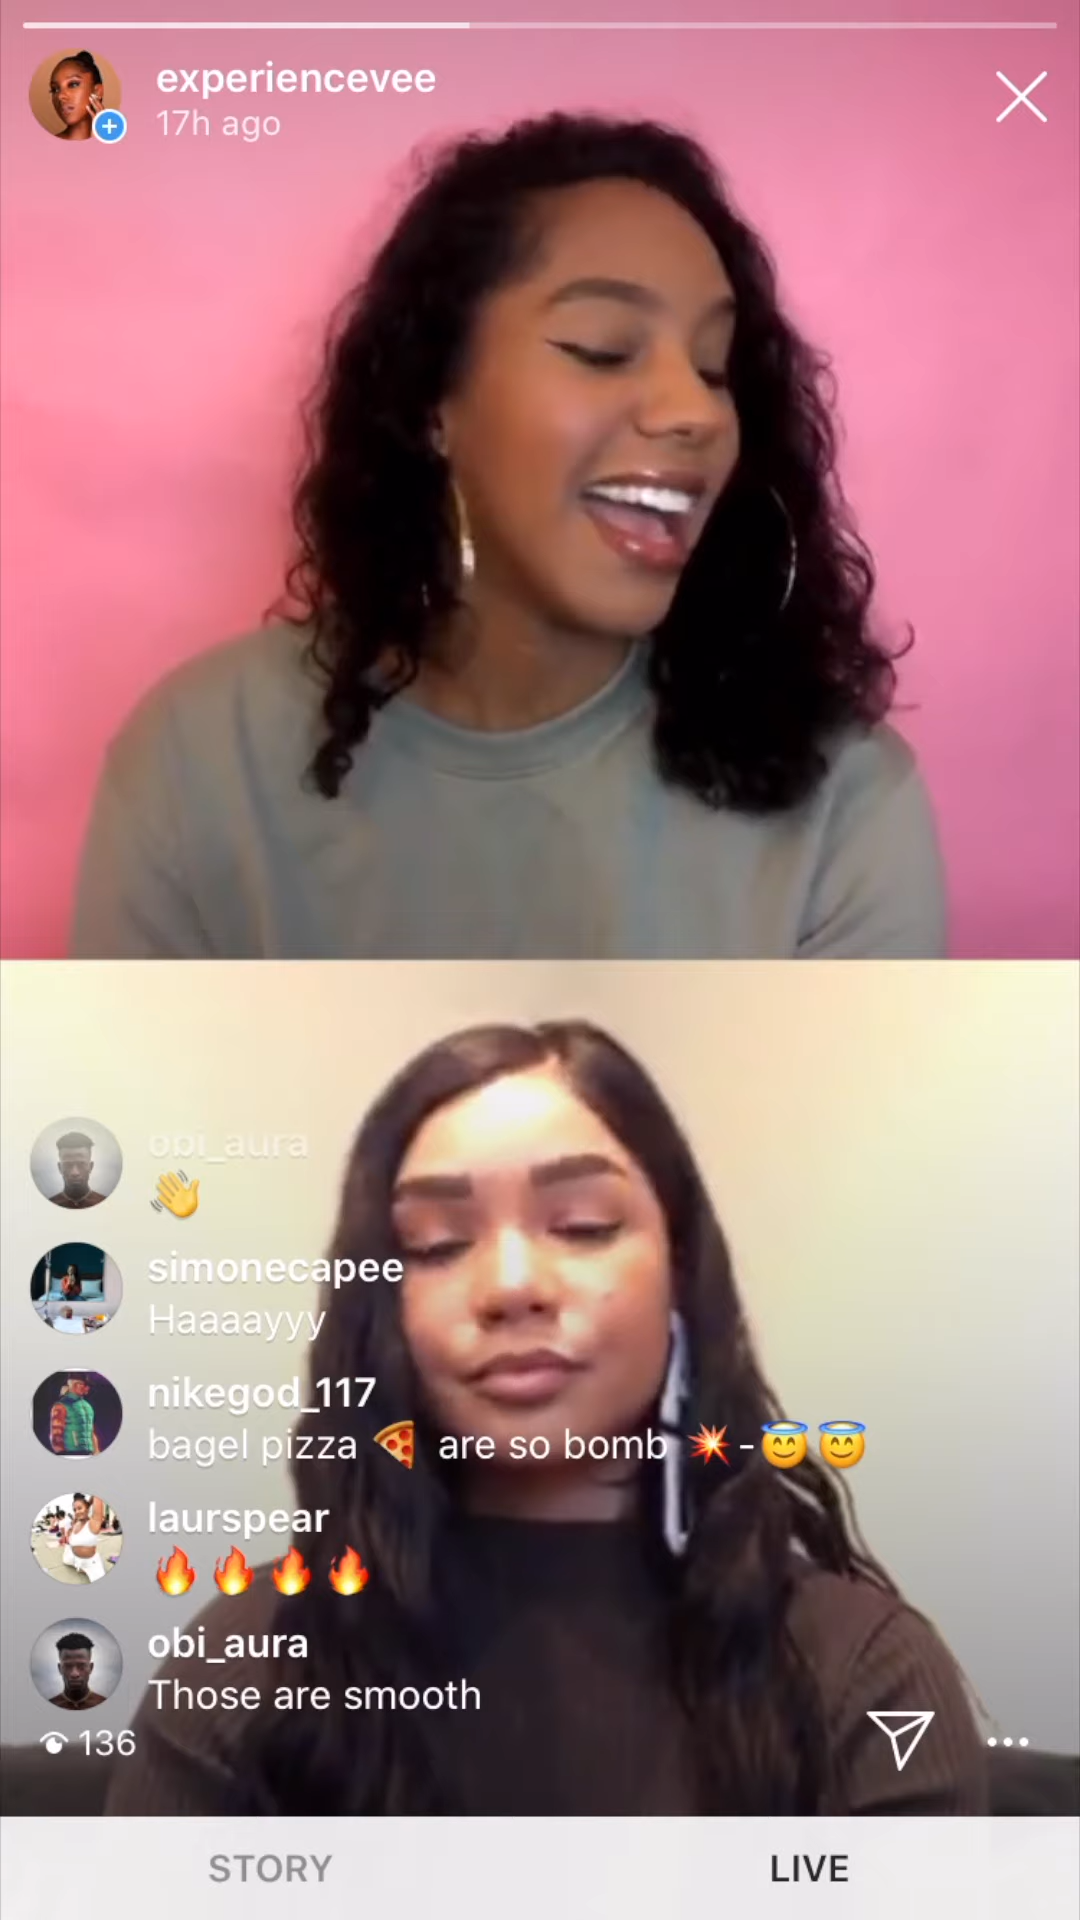 experiencevee
17h ago
obi_aura
👋
simonecapee
Haaaayyy
nikegod_117
bagel pizza 🍕 are so bomb 💥-😇😇
laurspear
🔥🔥🔥🔥
obi_aura
Those are smooth
136
STORY
LIVE